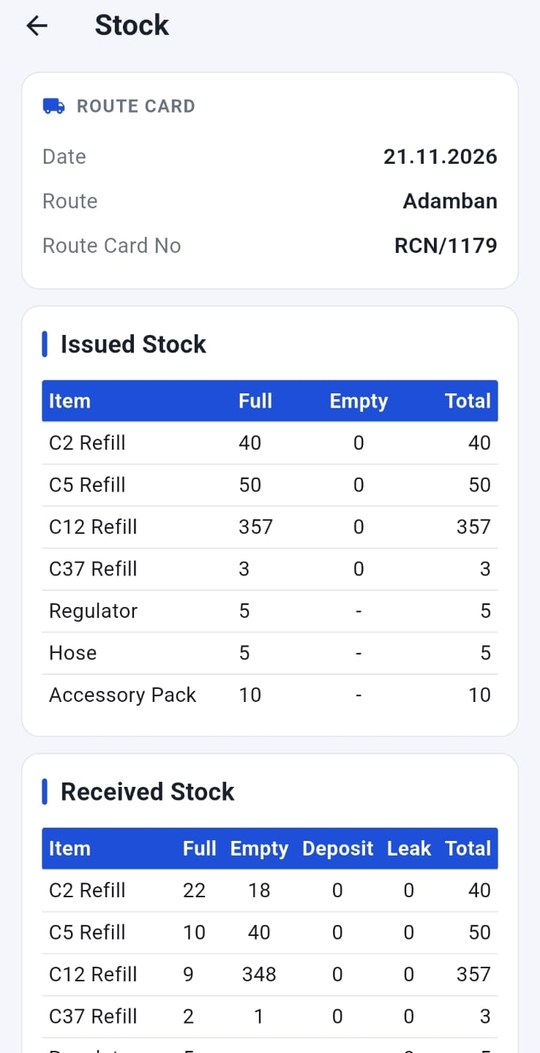 Stock
ROUTE CARD
Date 21.11.2026
Route Adamban
Route Card No RCN/1179
Issued Stock
Item Full Empty Total
C2 Refill 40 0 40
C5 Refill 50 0 50
C12 Refill 357 0 357
C37 Refill 3 0 3
Regulator 5 - 5
Hose 5 - 5
Accessory Pack 10 - 10
Received Stock
Item Full Empty Deposit Leak Total
C2 Refill 22 18 0 0 40
C5 Refill 10 40 0 0 50
C12 Refill 9 348 0 0 357
C37 Refill 2 1 0 0 3